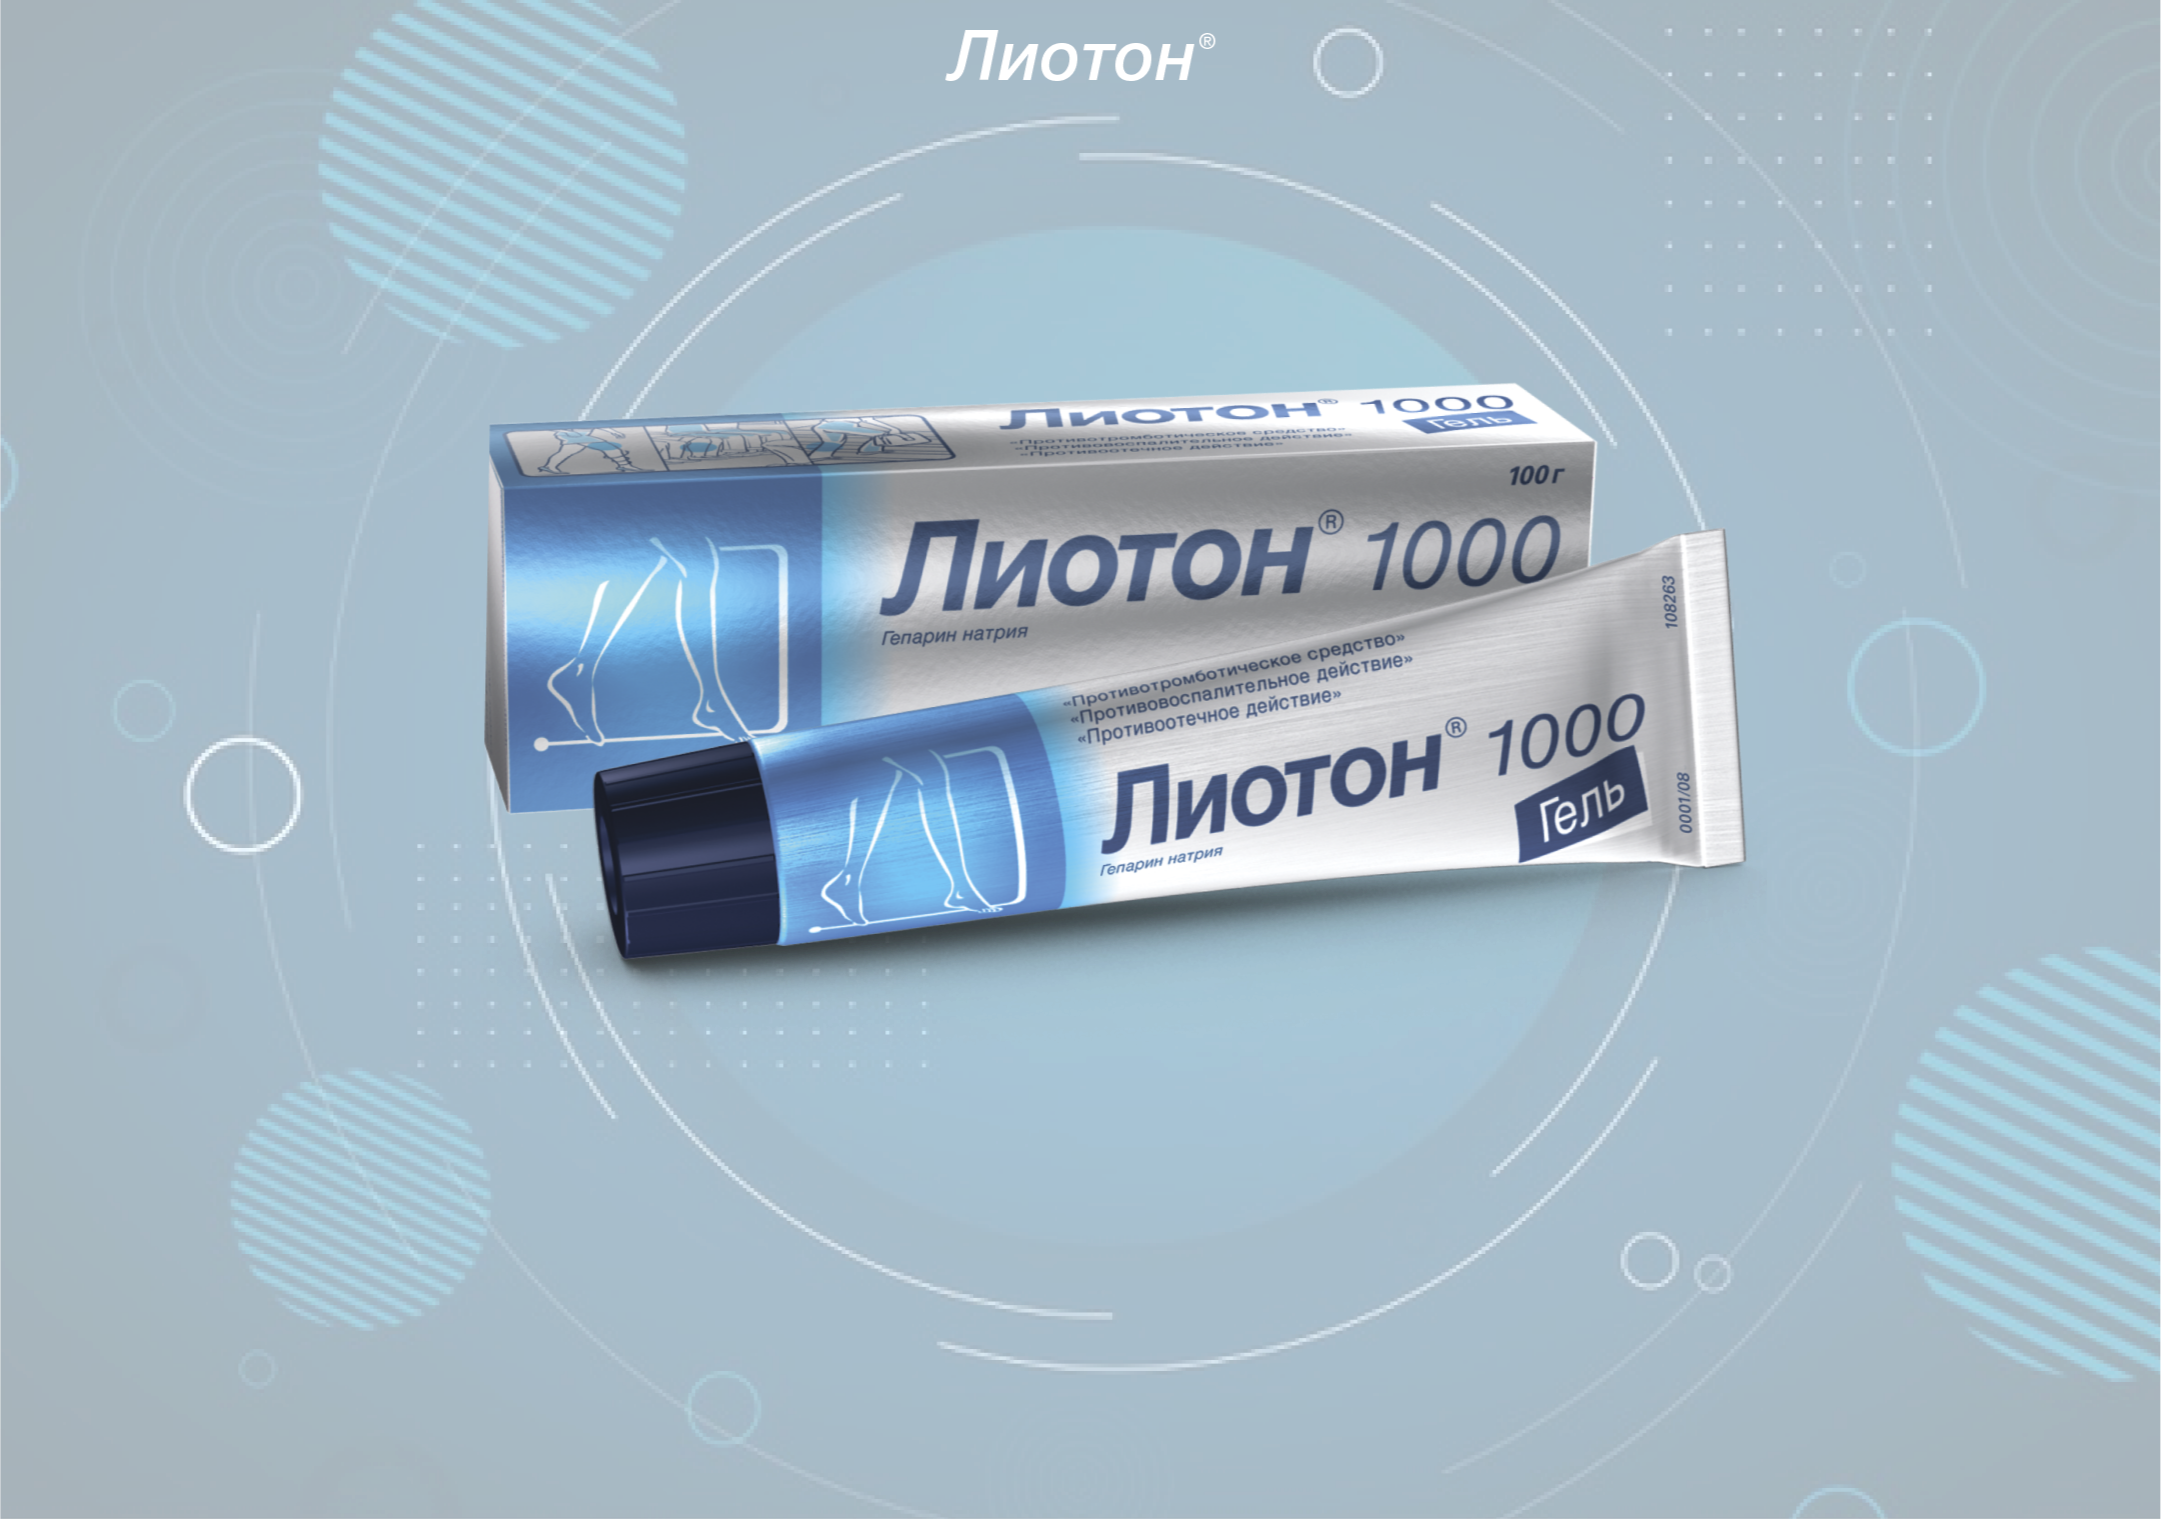 Лиотон®
Лиотон® 1000
Гель
«Противотромботическое средство»
«Противовоспалительное действие»
«Противоотечное действие»
100 г
Лиотон® 1000
Гепарин натрия
«Противотромботическое средство»
«Противовоспалительное действие»
«Противоотечное действие»
Лиотон® 1000
Гепарин натрия
Гель
108263
0001/08